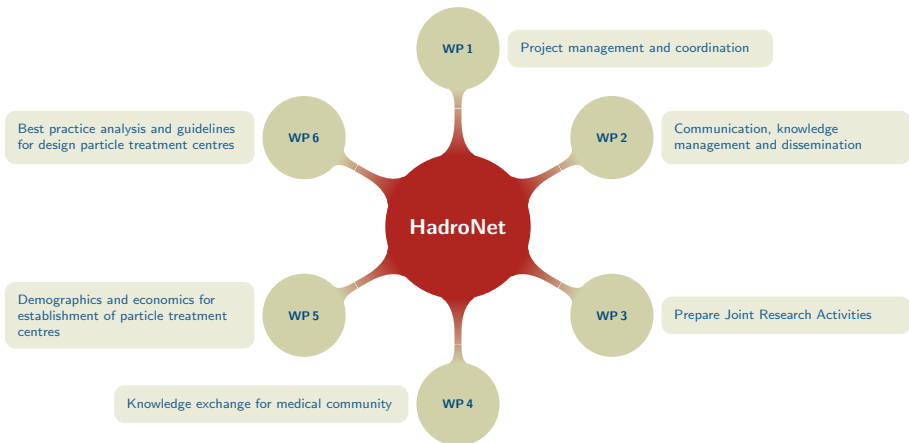 WP 1
Project management and coordination
WP 6
Best practice analysis and guidelines
for design particle treatment centres
WP 2
Communication, knowledge
management and dissemination
HadroNet
WP 5
Demographics and economics for
establishment of particle treatment
centres
WP 3
Prepare Joint Research Activities
WP 4
Knowledge exchange for medical community